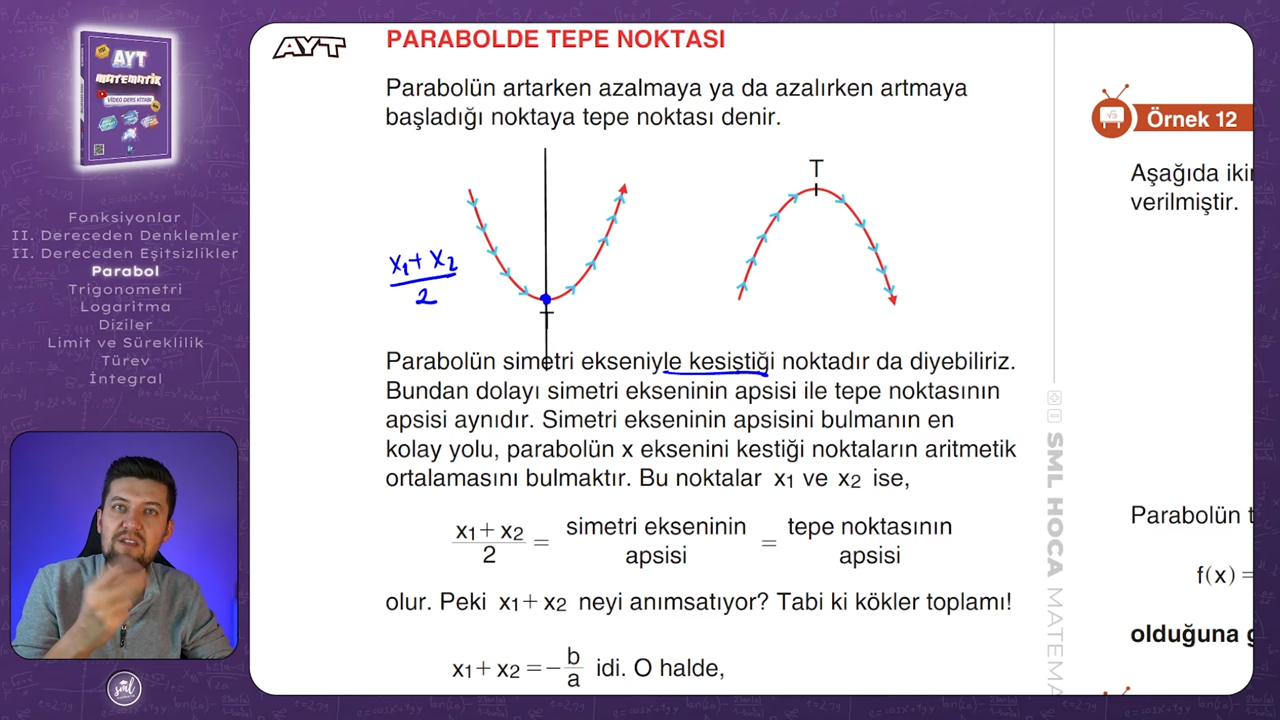 AYT
MATEMATİK
VİDEO DERS KİTABI
Fonksiyonlar
II. Dereceden Denklemler
II. Dereceden Eşitsizlikler
Parabol
Trigonometri
Logaritma
Diziler
Limit ve Süreklilik
Türev
İntegral
sml
AYT
PARABOLDE TEPE NOKTASI
Parabolün artarken azalmaya ya da azalırken artmaya
başladığı noktaya tepe noktası denir.
T
T
x₁ + x₂
2
Parabolün simetri ekseniyle kesiştiği noktadır da diyebiliriz.
Bundan dolayı simetri ekseninin apsisi ile tepe noktasının
apsisi aynıdır. Simetri ekseninin apsisini bulmanın en
kolay yolu, parabolün x eksenini kestiği noktaların aritmetik
ortalamasını bulmaktır. Bu noktalar x₁ ve x₂ ise,
x₁ + x₂ / 2 = simetri ekseninin apsisi = tepe noktasının apsisi
olur. Peki x₁ + x₂ neyi anımsatıyor? Tabi ki kökler toplamı!
x₁ + x₂ = − b/a idi. O halde,
SML HOCA MATEMA
Örnek 12
Aşağıda iki
verilmiştir.
Parabolün t
f(x) =
olduğuna g